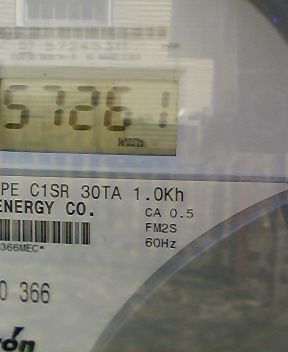 57261
kWh
PE C1SR 30TA 1.0Kh
ENERGY CO.
CA 0.5
FM2S
366MEC*
60Hz
0 366